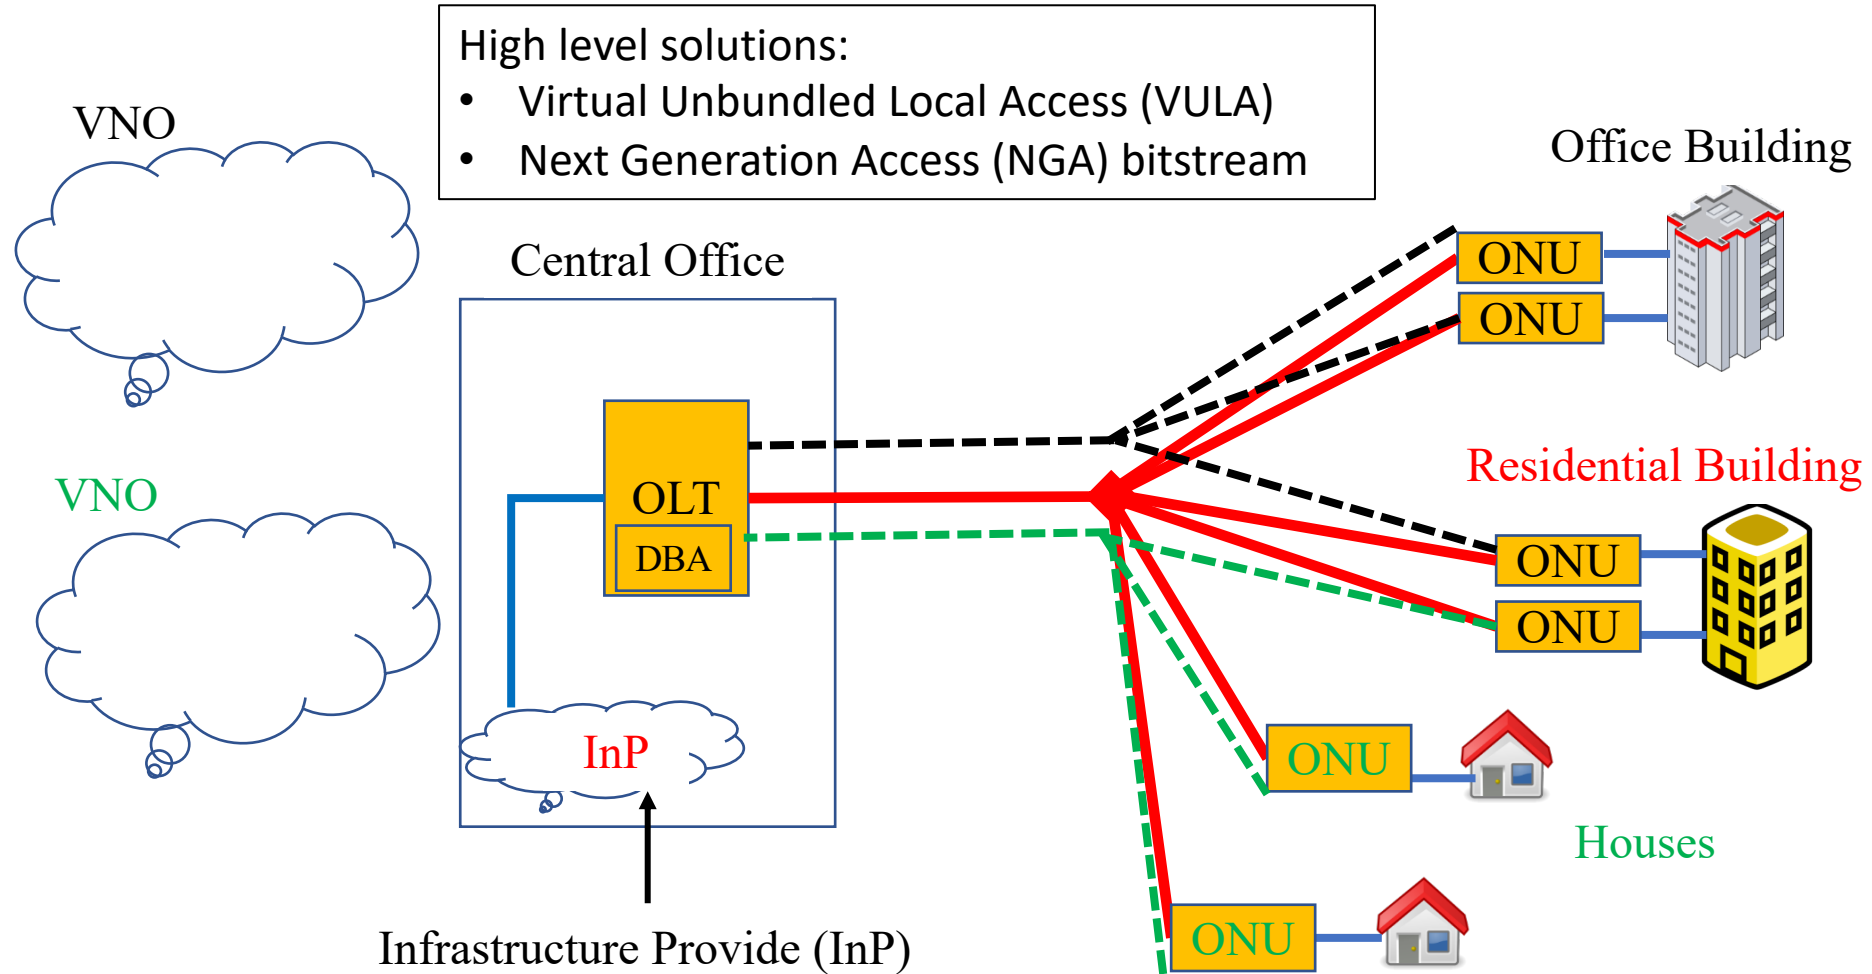 High level solutions:
• Virtual Unbundled Local Access (VULA)
• Next Generation Access (NGA) bitstream
VNO
Office Building
Central Office
ONU
ONU
VNO
OLT
DBA
Residential Building
ONU
ONU
InP
ONU
Houses
ONU
Infrastructure Provide (InP)